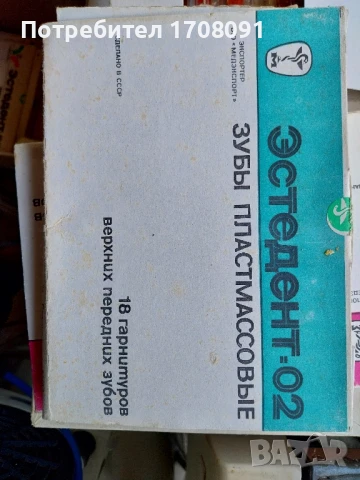 Потребител 1708091
ЭКСПОРТЕР
«МЕДЭКСПОРТ»
СДЕЛАНО В СССР
ЭСТЕДЕНТ-02
ЗУБЫ ПЛАСТМАССОВЫЕ
18 гарнитуров
верхних передних зубов
BAZAR